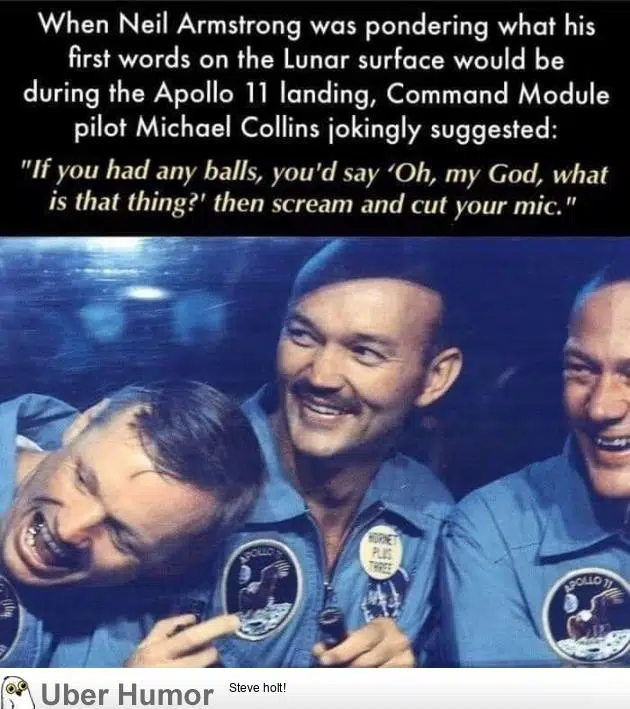 When Neil Armstrong was pondering what his
first words on the Lunar surface would be
during the Apollo 11 landing, Command Module
pilot Michael Collins jokingly suggested:
"If you had any balls, you'd say 'Oh, my God, what
is that thing?' then scream and cut your mic."
HORNET
PLUS
THREE
APOLLO 11
APOLLO 11
Uber Humor
Steve holt!